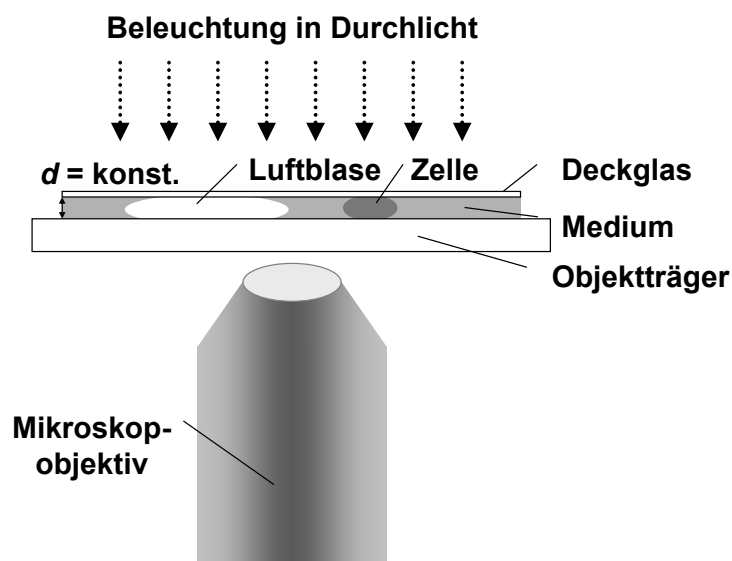 Beleuchtung in Durchlicht
d = konst.
Luftblase
Zelle
Deckglas
Medium
Objektträger
Mikroskop-
objektiv